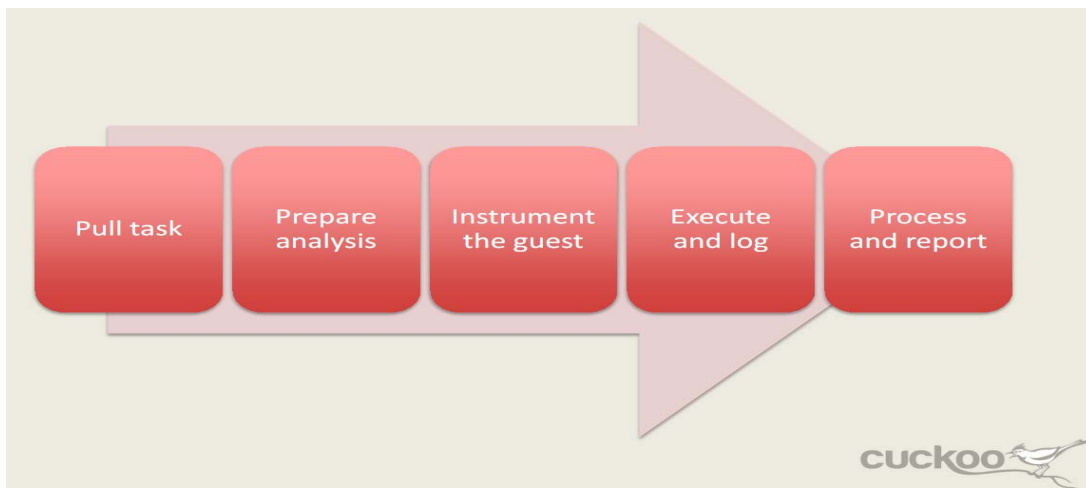 Pull task
Prepare
analysis
Instrument
the guest
Execute
and log
Process
and report
cuckoo